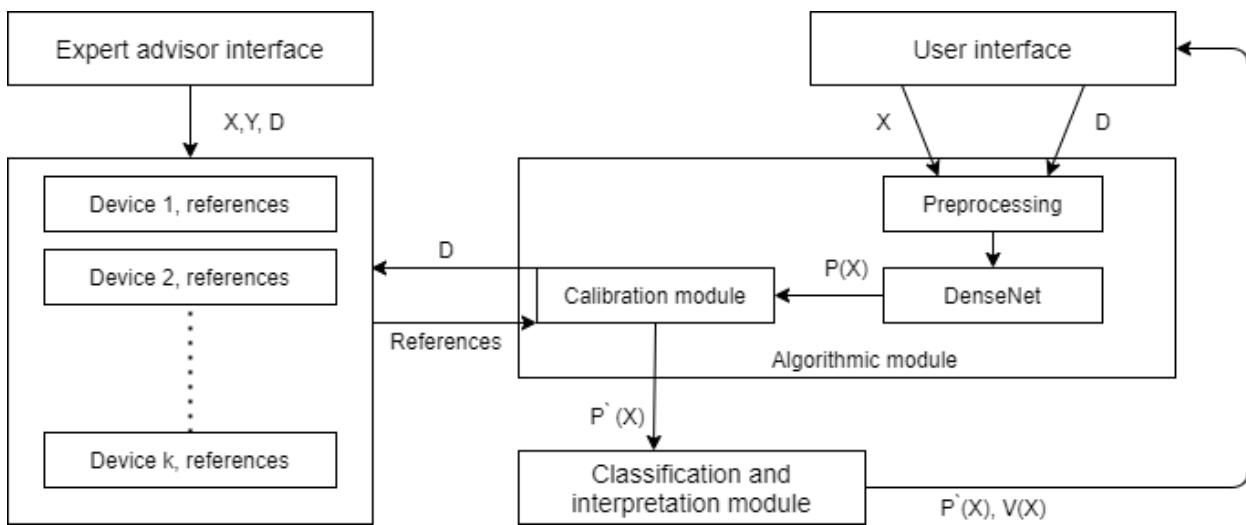 Expert advisor interface
User interface
X,Y, D
X
D
Device 1, references
Preprocessing
Device 2, references
D
P(X)
Calibration module
DenseNet
References
Algorithmic module
P`(X)
Device k, references
Classification and
interpretation module
P`(X), V(X)